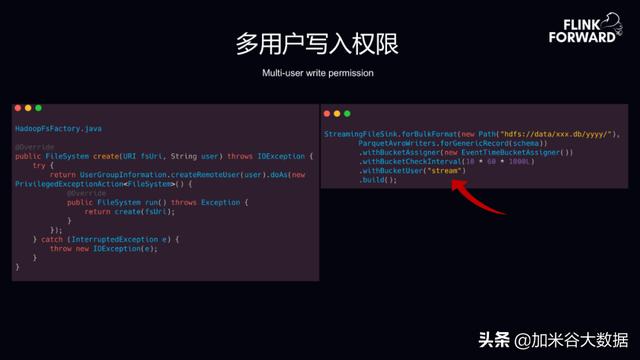 多用户写入权限
Multi-user write permission
FLINK
FORWARD
HadoopFsFactory.java
@Override
public FileSystem create(URI fsUri, String user) throws IOException {
try {
return UserGroupInformation.createRemoteUser(user).doAs(new
PrivilegedExceptionAction<FileSystem>() {
@Override
public FileSystem run() throws Exception {
return create(fsUri);
}
});
} catch (InterruptedException e) {
throw new IOException(e);
}
}
StreamingFileSink.forBulkFormat(new Path("hdfs://data/xxx.db/yyyy/"),
ParquetAvroWriters.forGenericRecord(schema))
.withBucketAssigner(new EventTimeBucketAssigner())
.withBucketCheckInterval(10 * 60 * 1000L)
.withBucketUser("stream")
.build();
头条 @加米谷大数据